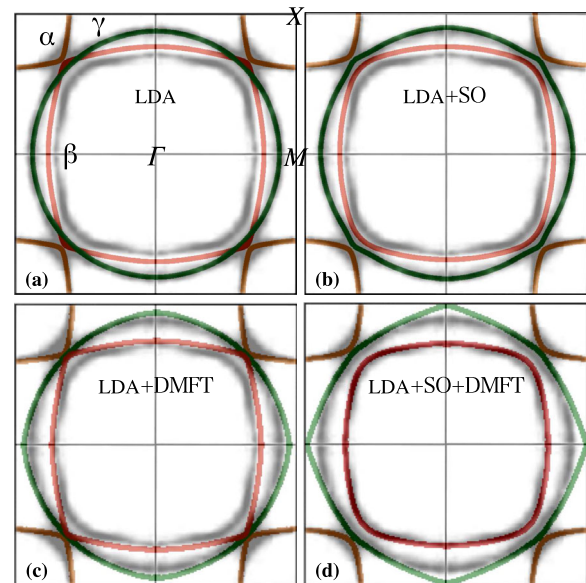 α γ X
LDA
LDA+SO
β Γ M
(a) (b)
LDA+DMFT
LDA+SO+DMFT
(c) (d)